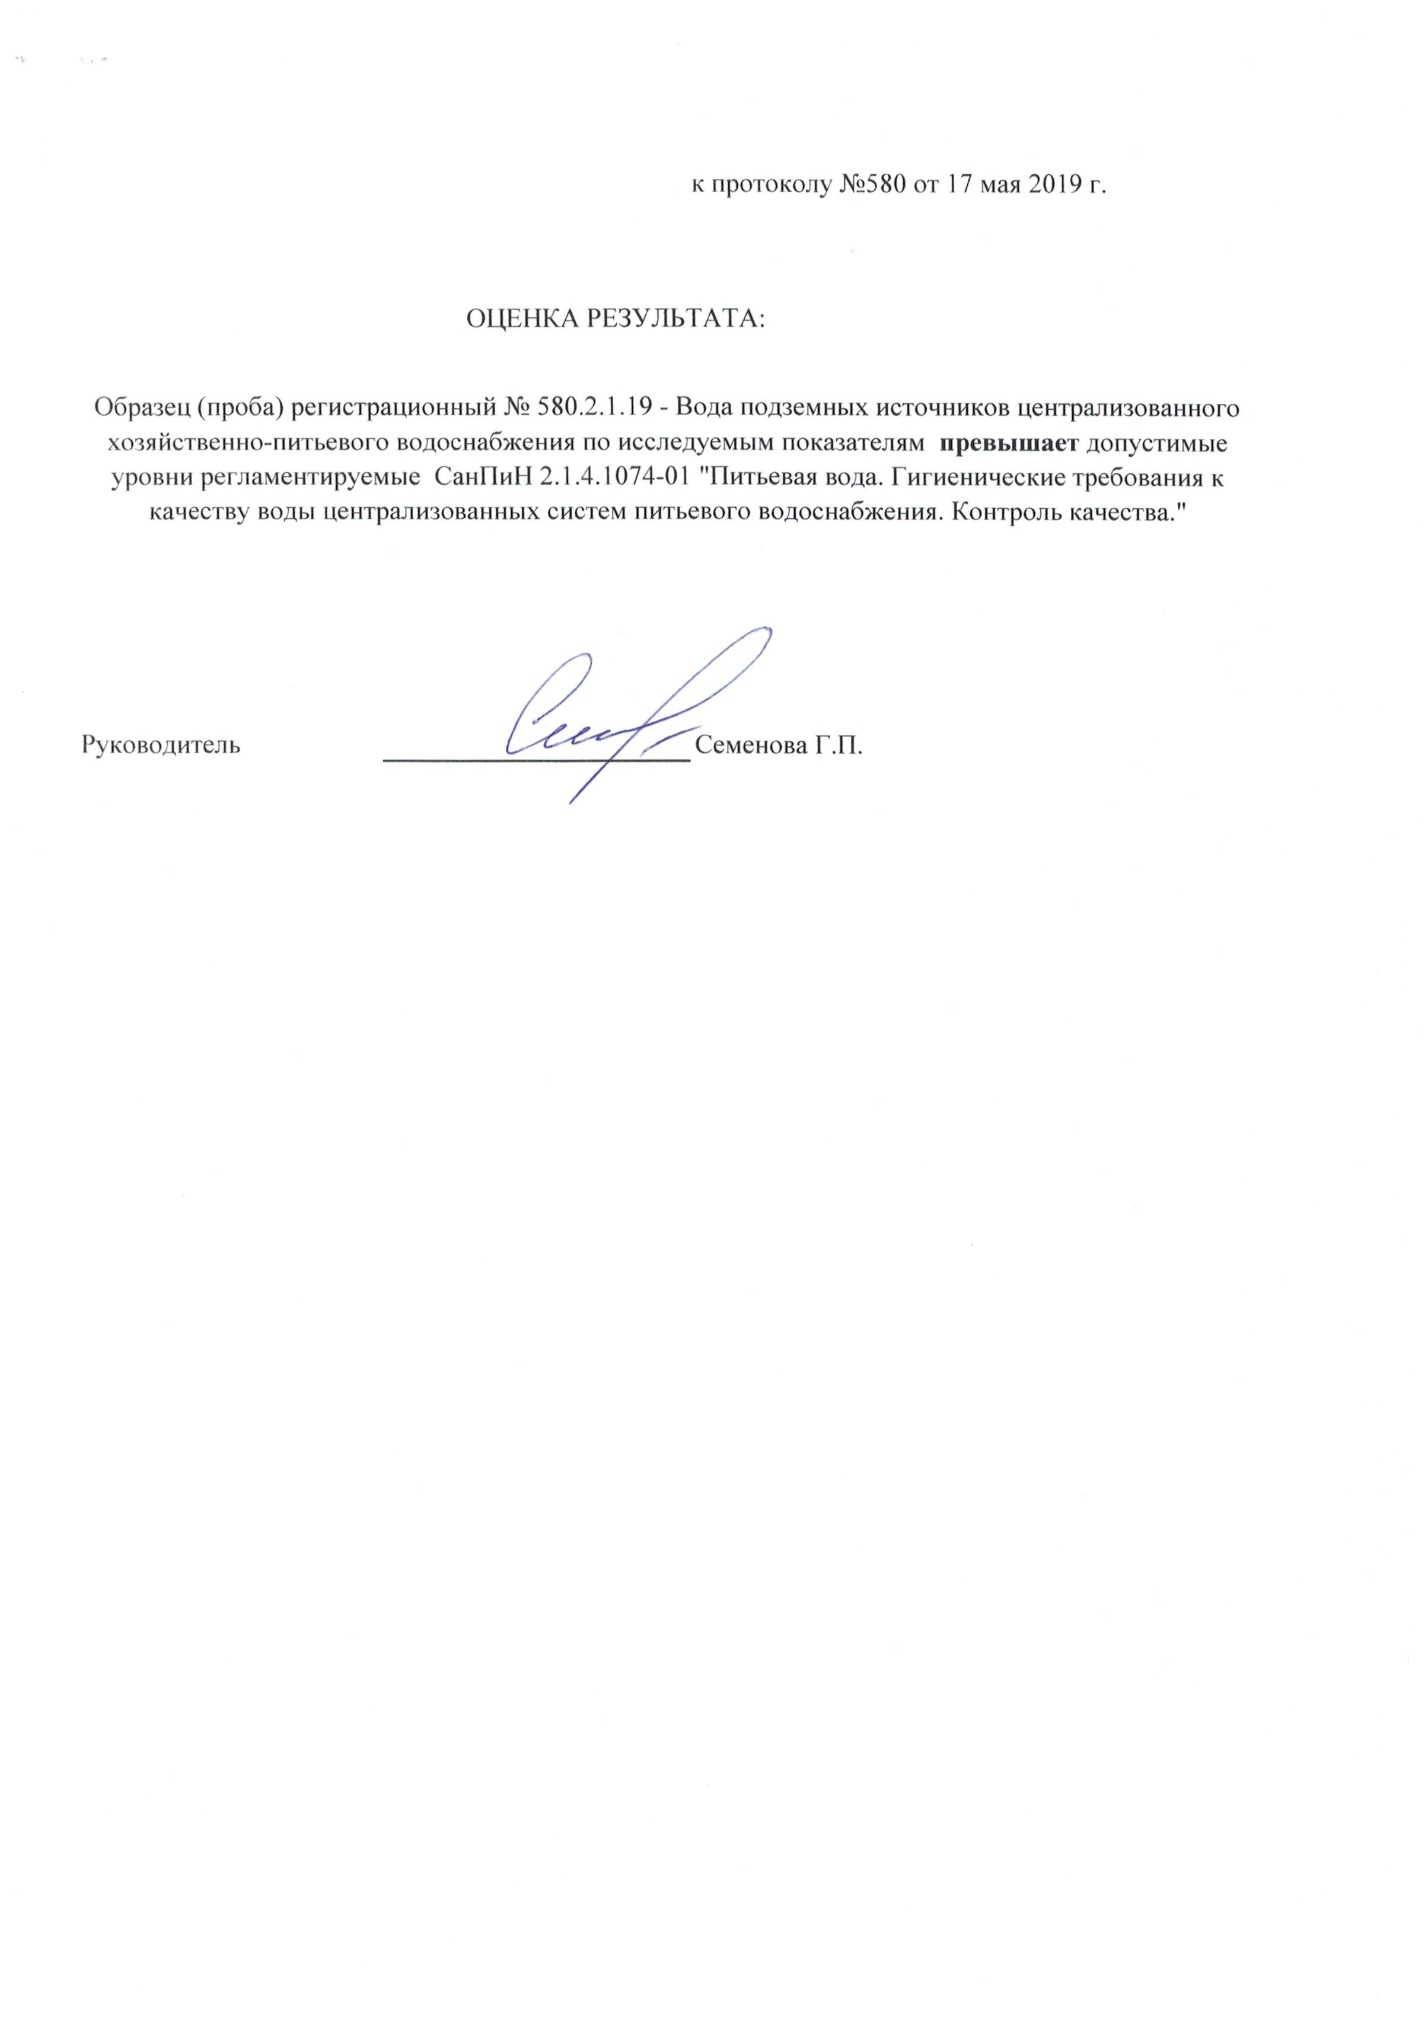 к протоколу №580 от 17 мая 2019 г.
ОЦЕНКА РЕЗУЛЬТАТА:
Образец (проба) регистрационный № 580.2.1.19 - Вода подземных источников централизованного
хозяйственно-питьевого водоснабжения по исследуемым показателям превышает допустимые
уровни регламентируемые СанПиН 2.1.4.1074-01 "Питьевая вода. Гигиенические требования к
качеству воды централизованных систем питьевого водоснабжения. Контроль качества."
Руководитель Семенова Г.П.